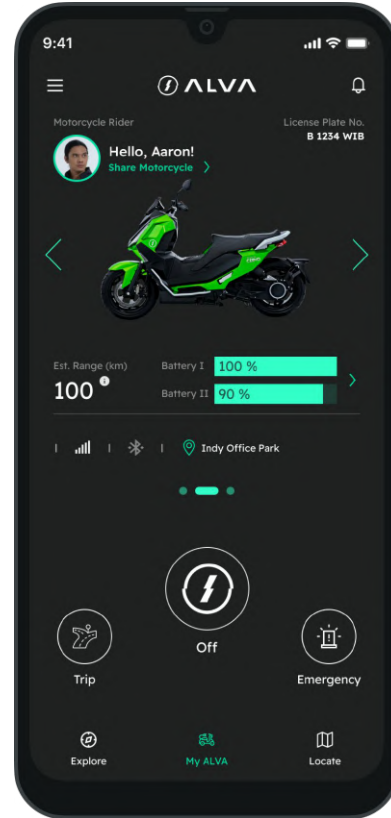 9:41
ALVA
Motorcycle Rider
License Plate No.
B 1234 WIB
Hello, Aaron!
Share Motorcycle
Est. Range (km)
100
Battery I 100 %
Battery II 90 %
Indy Office Park
Off
Trip
Emergency
Explore
My ALVA
Locate